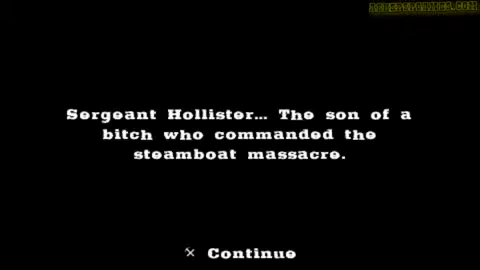 Sergeant Hollister... The son of a
bitch who commanded the
steamboat massacre.
Continue